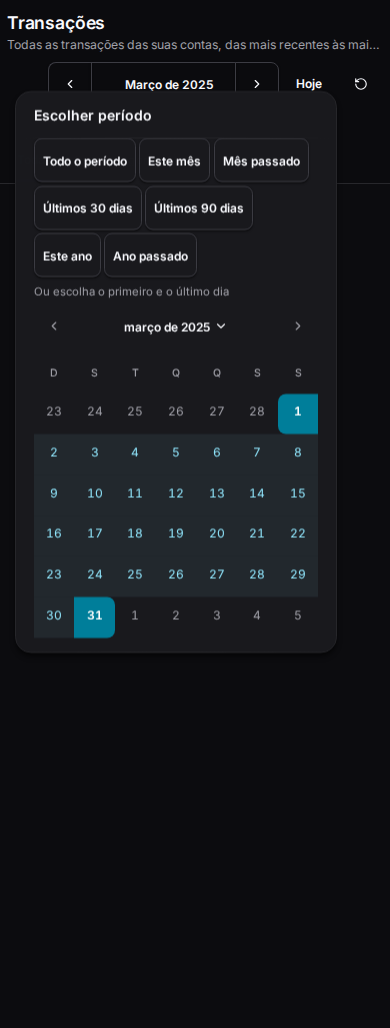 Transações
Todas as transações das suas contas, das mais recentes às mai...
Março de 2025
Hoje
Escolher período
Todo o período
Este mês
Mês passado
Últimos 30 dias
Últimos 90 dias
Este ano
Ano passado
Ou escolha o primeiro e o último dia
março de 2025
D S T Q Q S S
23 24 25 26 27 28 1
2 3 4 5 6 7 8
9 10 11 12 13 14 15
16 17 18 19 20 21 22
23 24 25 26 27 28 29
30 31 1 2 3 4 5